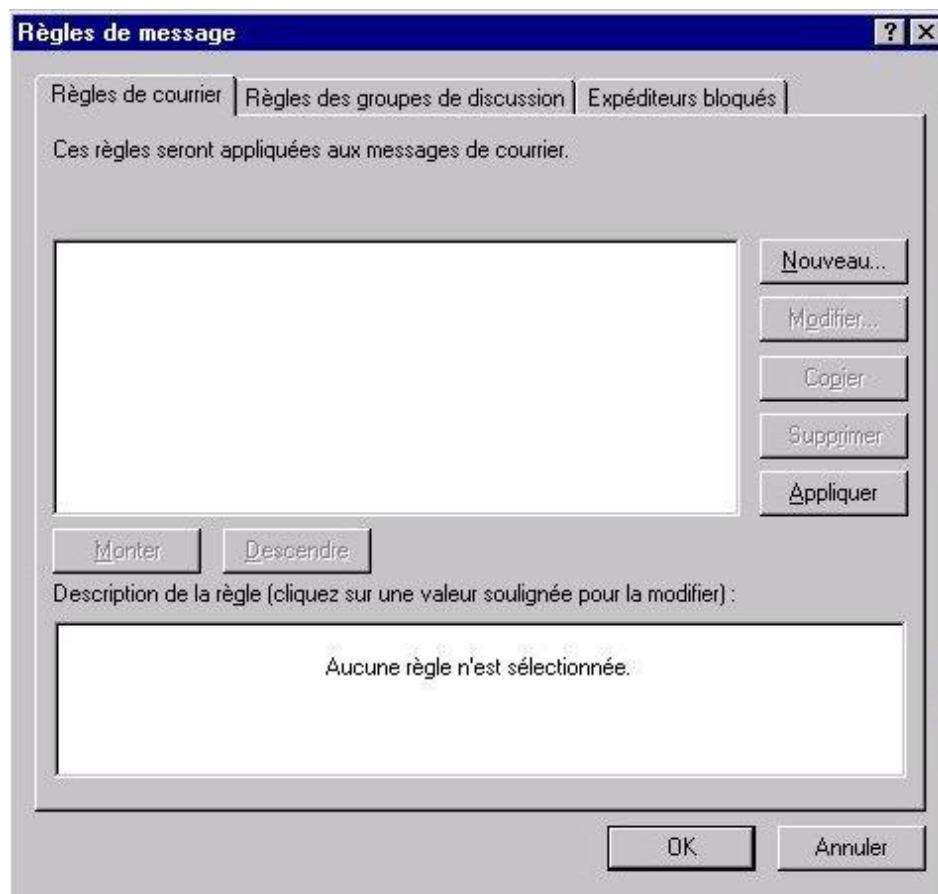 Règles de message
Règles de courrier Règles des groupes de discussion Expéditeurs bloqués
Ces règles seront appliquées aux messages de courrier.
Nouveau...
Modifier...
Copier
Supprimer
Appliquer
Monter Descendre
Description de la règle (cliquez sur une valeur soulignée pour la modifier) :
Aucune règle n'est sélectionnée.
OK Annuler